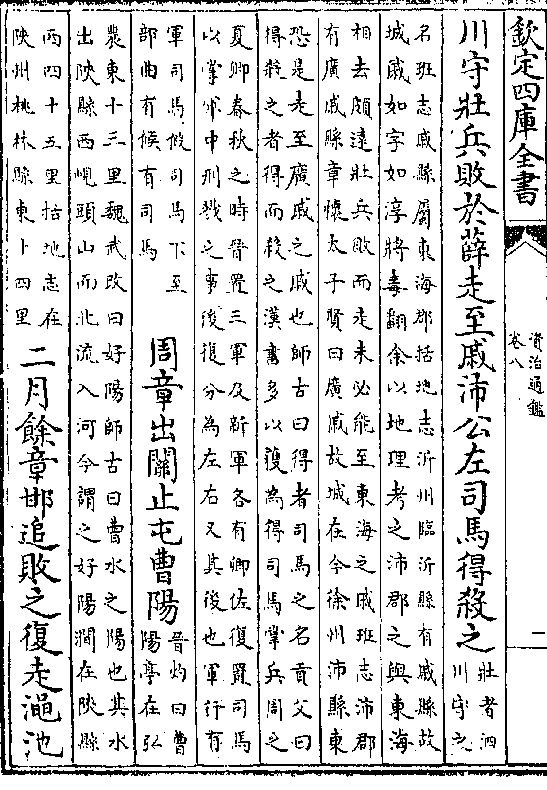 欽定四庫全書
資治通鑑
卷八
二
川守壯兵敗於薛走至戚沛公左司馬得殺之
壯者泗
川守之
名班志戚縣屬東海郡括地志沂州臨沂縣有戚縣故
城戚如字如淳將毒翻余以地理考之沛郡之與東海
相去頗遠壯兵敗而走未必能至東海之戚班志沛郡
有廣戚縣章懷太子賢曰廣戚故城在今徐州沛縣東
恐是走至廣戚之戚也師古曰得者司馬之名貢父曰
得殺之者得而殺之漢書多以獲為得司馬掌兵周之
夏卿春秋之時晉置三軍及新軍各有卿佐復置司馬
以掌軍中刑戮之事後復分為左右又其後也軍行有
軍司馬假司馬下至
部曲有候有司馬
周章出關止屯曹陽
晉灼曰曹
陽亭在弘
農東十三里魏武改曰好陽師古曰曹水之陽也其水
出陜縣西峴頭山而北流入河今謂之好陽澗在陜縣
西四十五里括地志在
陜州桃林縣東十四里
二月餘章邯追敗之復走澠池